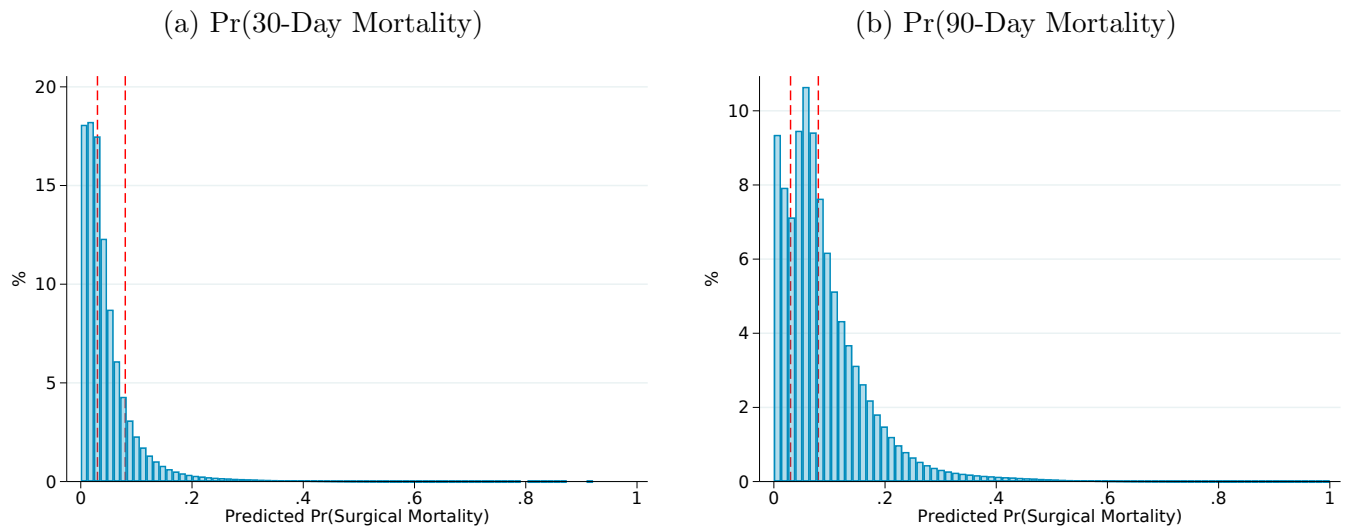 (a) Pr(30-Day Mortality)
20
15
10
5
0
%
0 .2 .4 .6 .8 1
Predicted Pr(Surgical Mortality)
(b) Pr(90-Day Mortality)
10
8
6
4
2
0
%
0 .2 .4 .6 .8 1
Predicted Pr(Surgical Mortality)